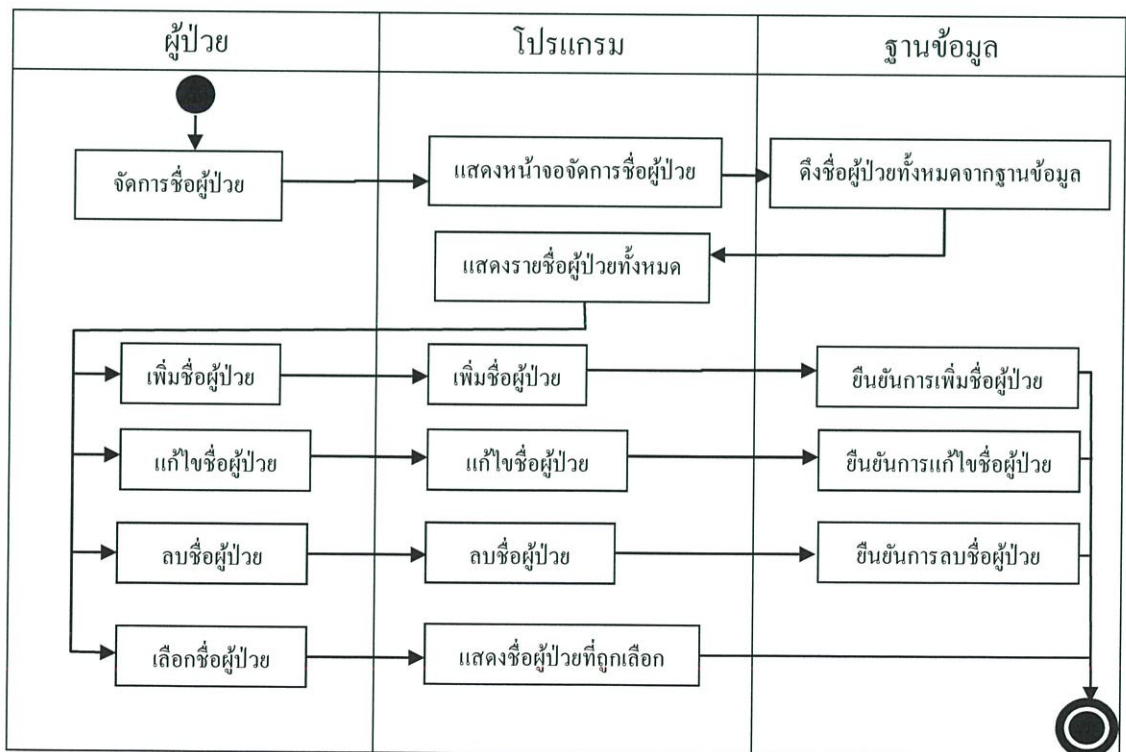 ผู้ป่วย
โปรแกรม
ฐานข้อมูล
จัดการชื่อผู้ป่วย
แสดงหน้าจอจัดการชื่อผู้ป่วย
ดึงชื่อผู้ป่วยทั้งหมดจากฐานข้อมูล
แสดงรายชื่อผู้ป่วยทั้งหมด
เพิ่มชื่อผู้ป่วย
เพิ่มชื่อผู้ป่วย
ยืนยันการเพิ่มชื่อผู้ป่วย
แก้ไขชื่อผู้ป่วย
แก้ไขชื่อผู้ป่วย
ยืนยันการแก้ไขชื่อผู้ป่วย
ลบชื่อผู้ป่วย
ลบชื่อผู้ป่วย
ยืนยันการลบชื่อผู้ป่วย
เลือกชื่อผู้ป่วย
แสดงชื่อผู้ป่วยที่ถูกเลือก